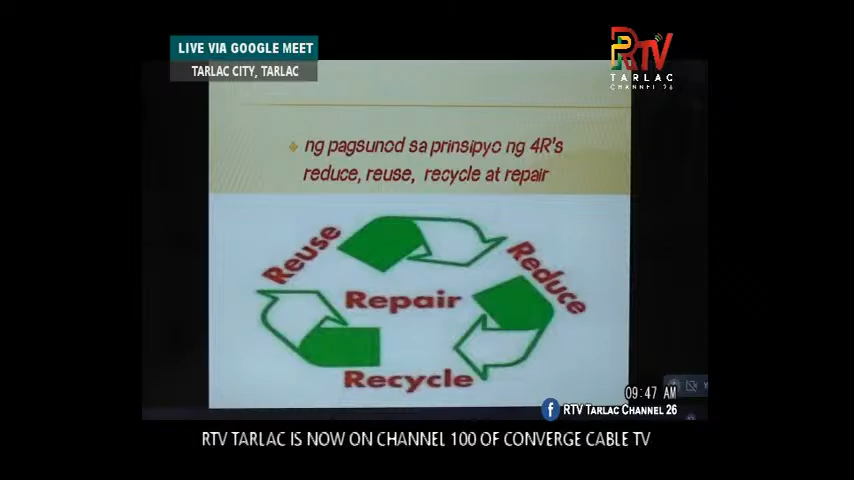 LIVE VIA GOOGLE MEET
TARLAC CITY, TARLAC
RTV
TARLAC
CHANNEL 26
ng pagsunod sa prinsipyo ng 4R's
reduce, reuse, recycle at repair
Reuse
Reduce
Repair
Recycle
09:47 AM
RTV TARLAC CHANNEL 26
RTV TARLAC IS NOW ON CHANNEL 100 OF CONVERGE CABLE TV